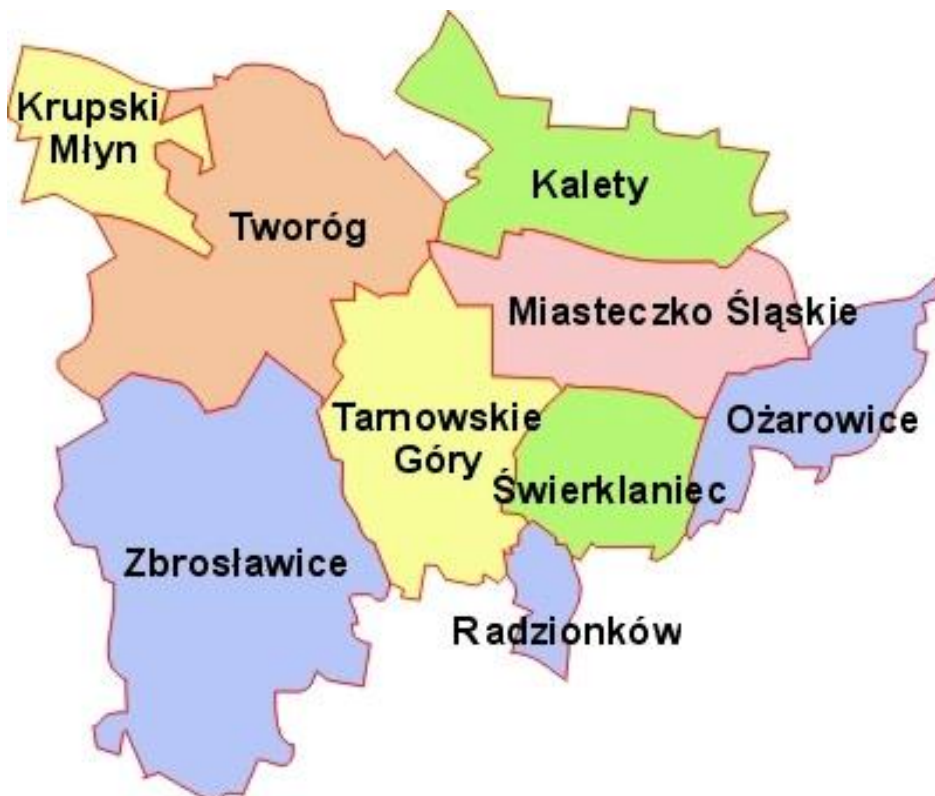 Krupski
Młyn
Kalety
Tworóg
Miasteczko Śląskie
Tarnowskie
Góry
Ożarowice
Świerklaniec
Zbrosławice
Radzionków